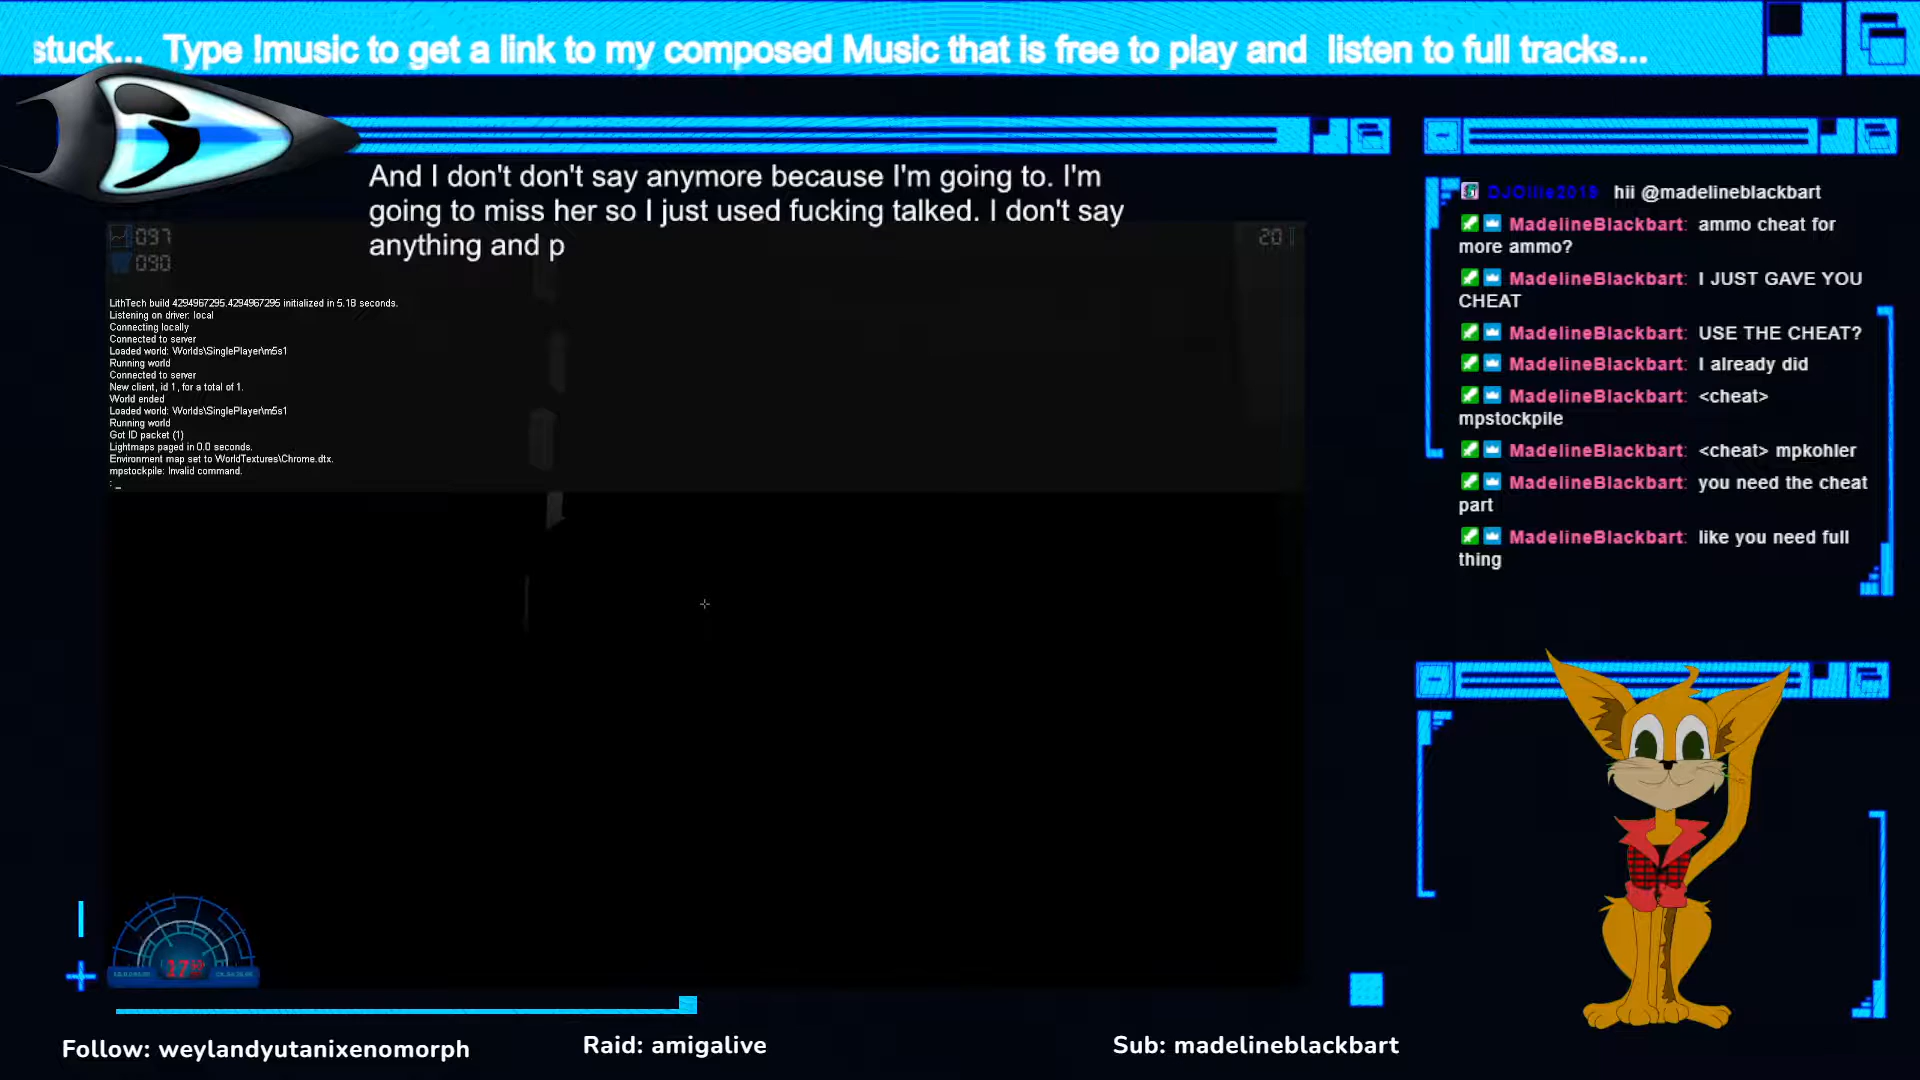 stuck... Type !music to get a link to my composed Music that is free to play and listen to full tracks...
And I don't don't say anymore because I'm going to. I'm
going to miss her so I just used fucking talked. I don't say
anything and p
097
090
20
LithTech build 4294967295.4294967295 initialized in 5.18 seconds.
Listening on driver: local
Connecting locally
Connected to server
Loaded world: Worlds\SinglePlayer\m5s1
Running world
Connected to server
New client, id 1, for a total of 1.
World ended
Loaded world: Worlds\SinglePlayer\m5s1
Running world
Got ID packet (1)
Lightmaps paged in 0.0 seconds.
Environment map set to WorldTextures\Chrome.dtx.
mpstockpile: Invalid command.
: _
DJOllie2015 hii @madelineblackbart
MadelineBlackbart: ammo cheat for
more ammo?
MadelineBlackbart: I JUST GAVE YOU
CHEAT
MadelineBlackbart: USE THE CHEAT?
MadelineBlackbart: I already did
MadelineBlackbart: <cheat>
mpstockpile
MadelineBlackbart: <cheat> mpkohler
MadelineBlackbart: you need the cheat
part
MadelineBlackbart: like you need full
thing
17
Follow: weylandyutanixenomorph
Raid: amigalive
Sub: madelineblackbart